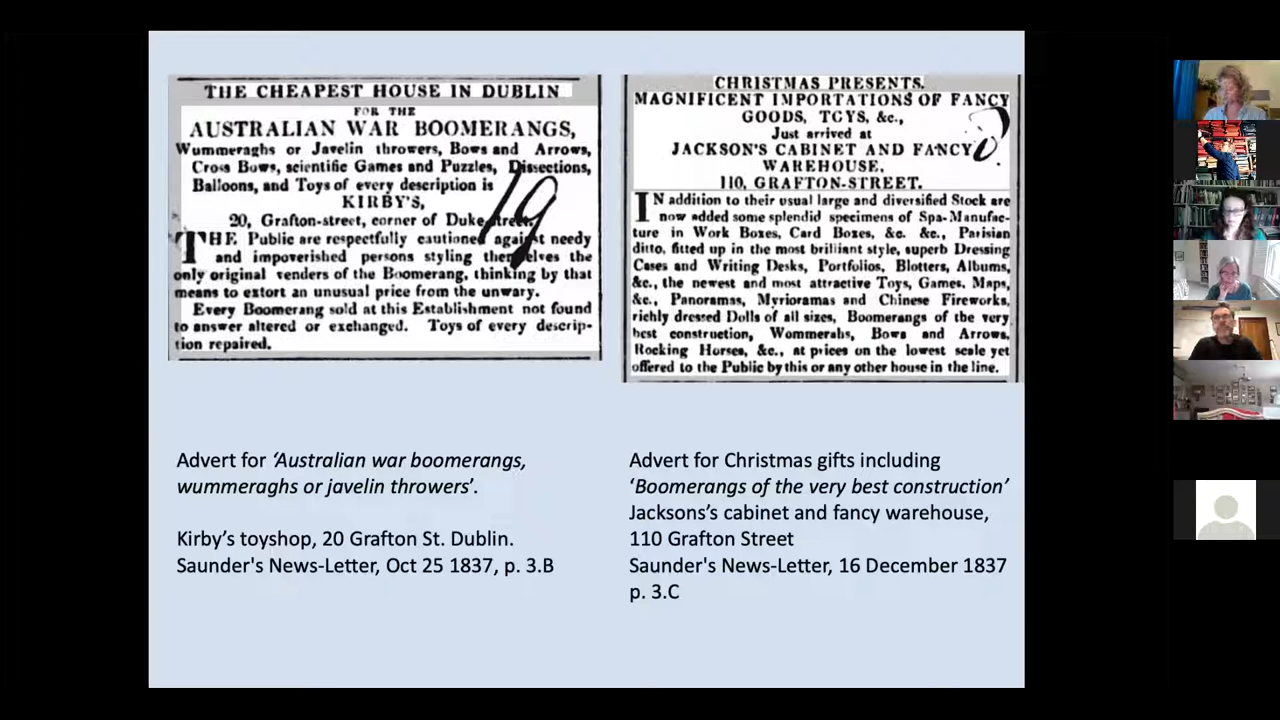 THE CHEAPEST HOUSE IN DUBLIN
FOR THE
AUSTRALIAN WAR BOOMERANGS,
Wummeraghs or Javelin throwers, Bows and Arrows,
Cross Bows, scientific Games and Puzzles, Dissections,
Balloons, and Toys of every description is
KIRBY'S,
20, Grafton-street, corner of Duke-street.
THE Public are respectfully cautioned against needy
and impoverished persons styling themselves the
only original venders of the Boomerang, thinking by that
means to extort an unusual price from the unwary.
Every Boomerang sold at this Establishment not found
to answer altered or exchanged. Toys of every descrip-
tion repaired.
19
CHRISTMAS PRESENTS.
MAGNIFICENT IMPORTATIONS OF FANCY
GOODS, TOYS, &c.,
Just arrived at
JACKSON'S CABINET AND FANCY
WAREHOUSE,
110, GRAFTON-STREET.
IN addition to their usual large and diversified Stock are
now added some splendid specimens of Spa-Manufac-
ture in Work Boxes, Card Boxes, &c. &c., Parisian
ditto, fitted up in the most brilliant style, superb Dressing
Cases and Writing Desks, Portfolios, Blotters, Albums,
&c., the newest and most attractive Toys, Games, Maps,
&c., Panoramas, Myrioramas and Chinese Fireworks,
richly dressed Dolls of all sizes, Boomerangs of the very
best construction, Wommerahs, Bows and Arrows,
Rocking Horses, &c., at prices on the lowest scale yet
offered to the Public by this or any other house in the line.
Advert for ‘Australian war boomerangs,
wummeraghs or javelin throwers’.
Kirby’s toyshop, 20 Grafton St. Dublin.
Saunder's News-Letter, Oct 25 1837, p. 3.B
Advert for Christmas gifts including
‘Boomerangs of the very best construction’
Jacksons’s cabinet and fancy warehouse,
110 Grafton Street
Saunder's News-Letter, 16 December 1837
p. 3.C